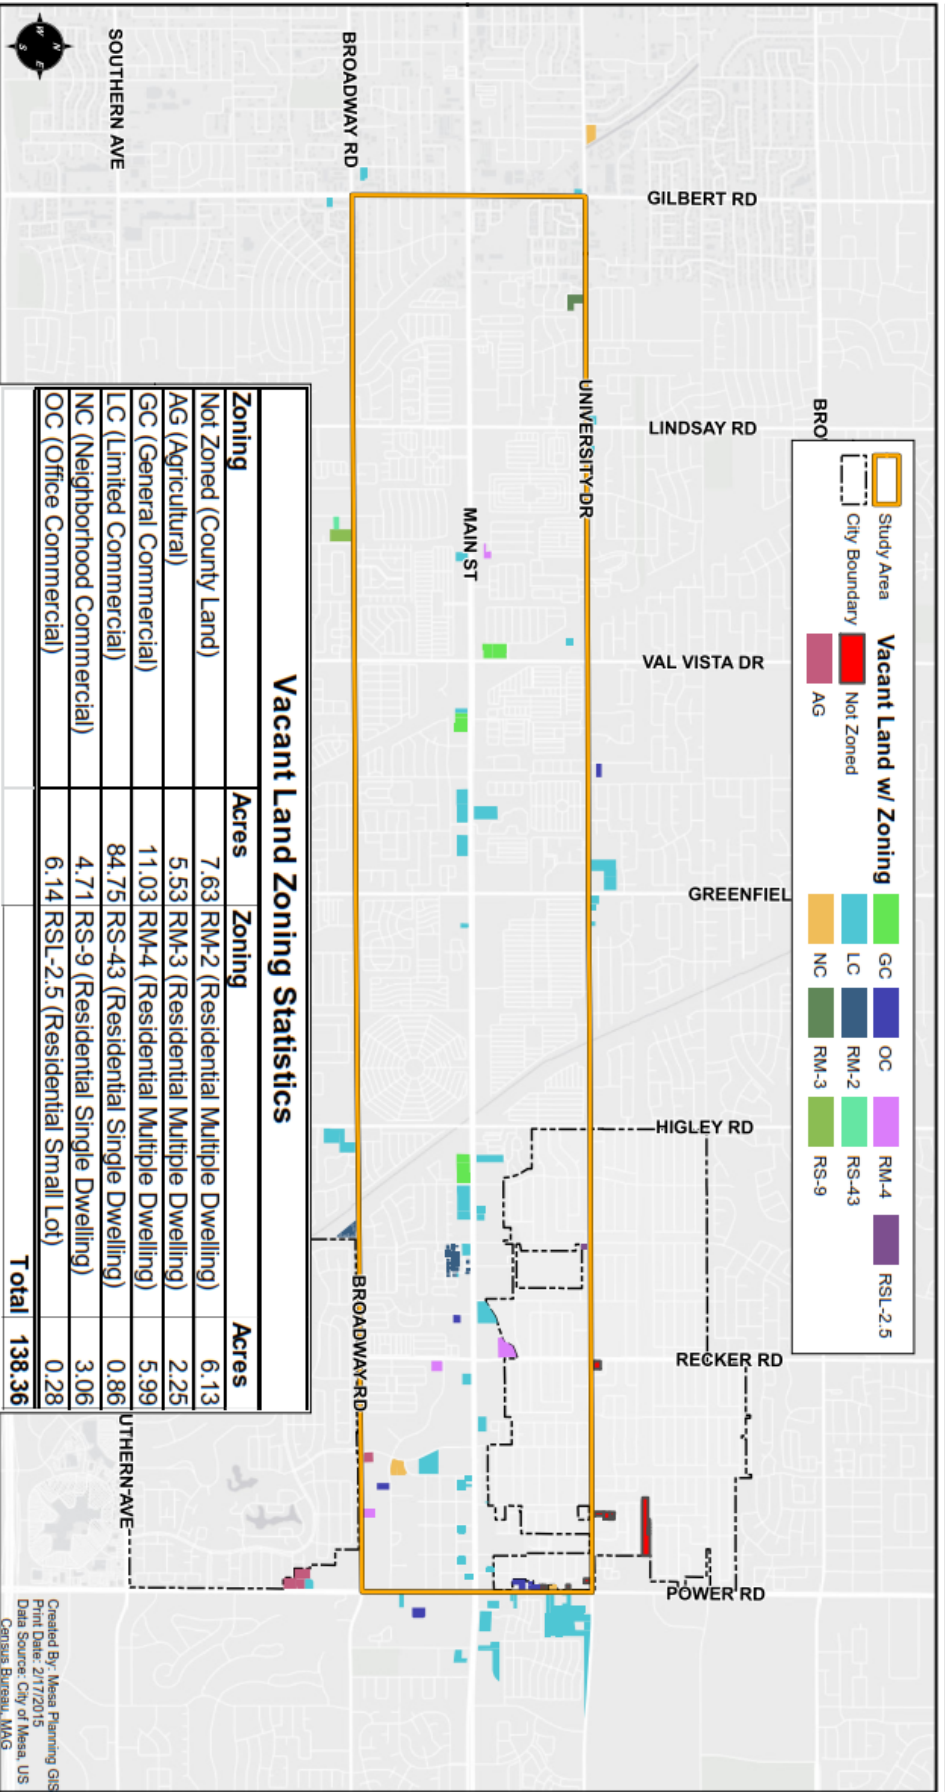 Study Area
City Boundary
Vacant Land w/ Zoning
Not Zoned
AG
GC
LC
NC
OC
RM-2
RM-3
RM-4
RS-43
RS-9
RSL-2.5
BRO
GILBERT RD
LINDSAY RD
VAL VISTA DR
GREENFIEL
HIGLEY RD
RECKER RD
POWER RD
UNIVERSITY DR
MAIN ST
BROADWAY RD
BROADWAY RD
SOUTHERN AVE
UTHERN AVE
N
W
E
S
Vacant Land Zoning Statistics
Zoning Acres Zoning Acres
Not Zoned (County Land) 7.63 RM-2 (Residential Multiple Dwelling) 6.13
AG (Agricultural) 5.53 RM-3 (Residential Multiple Dwelling) 2.25
GC (General Commercial) 11.03 RM-4 (Residential Multiple Dwelling) 5.99
LC (Limited Commercial) 84.75 RS-43 (Residential Single Dwelling) 0.86
NC (Neighborhood Commercial) 4.71 RS-9 (Residential Single Dwelling) 3.06
OC (Office Commercial) 6.14 RSL-2.5 (Residential Small Lot) 0.28
Total 138.36
Created By: Mesa Planning GIS
Print Date: 2/17/2015
Data Source: City of Mesa, US
Census Bureau, MAG